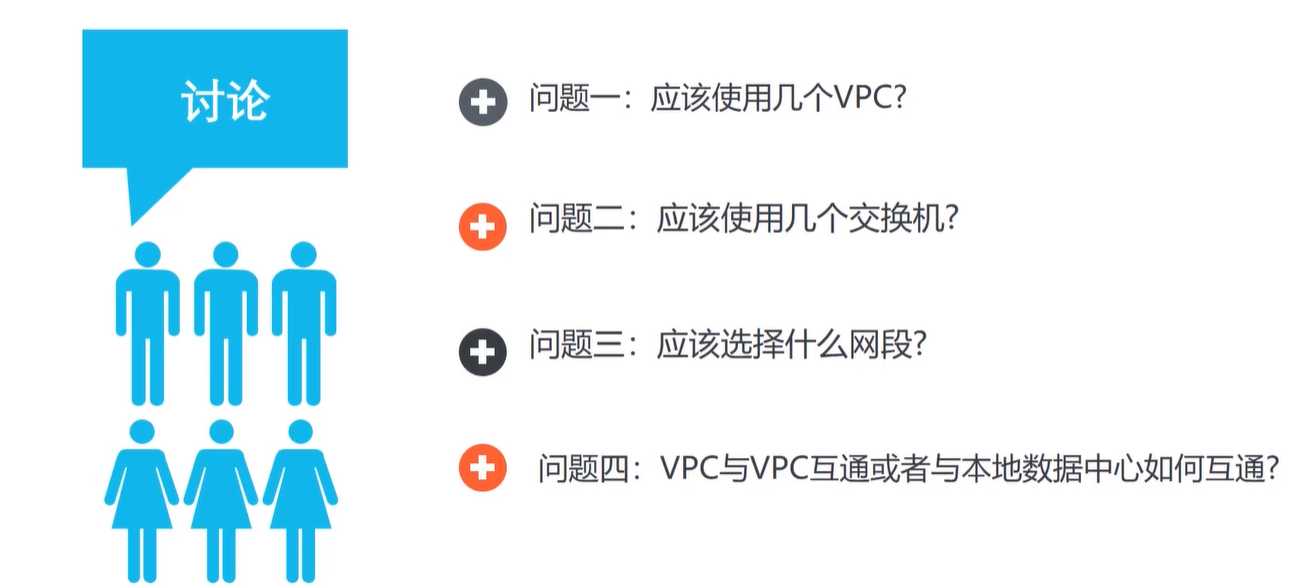 讨论
问题一：应该使用几个VPC?
问题二：应该使用几个交换机?
问题三：应该选择什么网段?
问题四：VPC与VPC互通或者与本地数据中心如何互通?